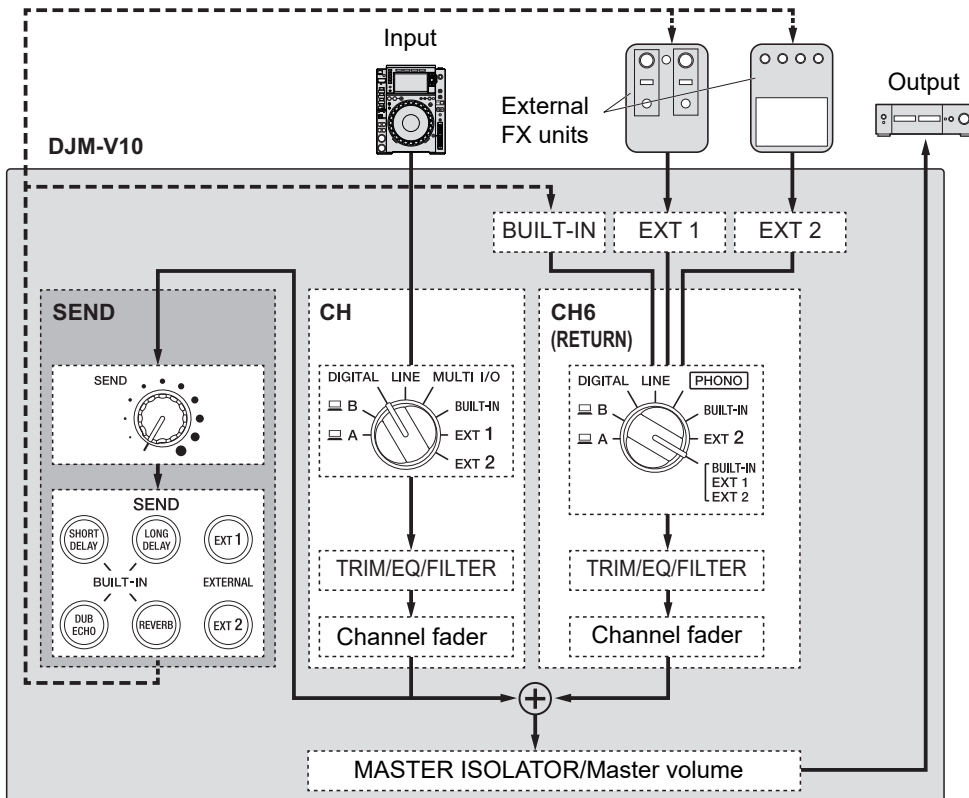 Input
External
FX units
Output
DJM-V10
BUILT-IN
EXT 1
EXT 2
SEND
SEND
SEND
SHORT
DELAY
LONG
DELAY
EXT 1
BUILT-IN
EXTERNAL
DUB
ECHO
REVERB
EXT 2
CH
DIGITAL
LINE
MULTI I/O
B
BUILT-IN
A
EXT 1
EXT 2
TRIM/EQ/FILTER
Channel fader
CH6
(RETURN)
DIGITAL
LINE
PHONO
B
BUILT-IN
A
EXT 2
BUILT-IN
EXT 1
EXT 2
TRIM/EQ/FILTER
Channel fader
MASTER ISOLATOR/Master volume